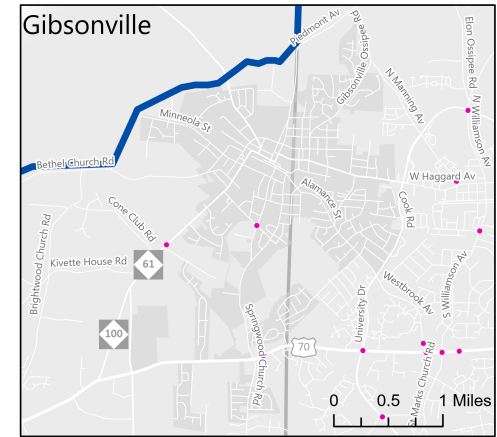 Gibsonville
Piedmont Av
Gibsonville Ossipee Rd
Elon Ossipee Rd
N Manning Av
N Williamson Av
Minneola St
Bethel Church Rd
W Haggard Av
Alamance St
Cone Club Rd
Cook Rd
Brightwood Church Rd
Kivette House Rd
61
Westbrook Av
S Williamson Av
100
Springwood Church Rd
University Dr
70
St Marks Church Rd
0 0.5 1 Miles